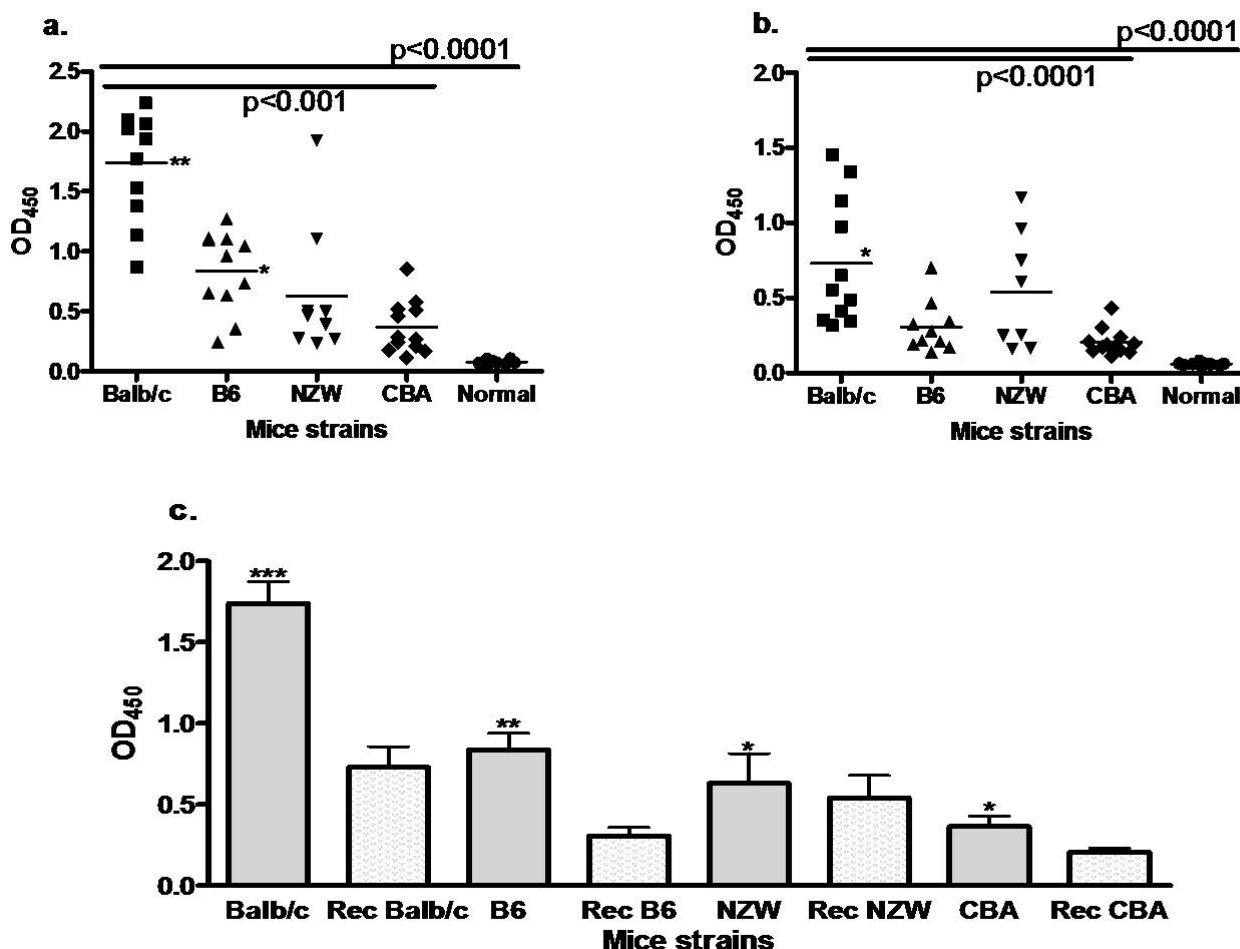 a.
p<0.0001
p<0.001
2.5
2.0
1.5
1.0
0.5
0.0
OD450
**
*
Balb/c B6 NZW CBA Normal
Mice strains
b.
p<0.0001
p<0.0001
2.0
1.5
1.0
0.5
0.0
OD450
*
Balb/c B6 NZW CBA Normal
Mice strains
c.
2.0
1.5
1.0
0.5
0.0
OD450
***
**
*
*
Balb/c Rec Balb/c B6 Rec B6 NZW Rec NZW CBA Rec CBA
Mice strains